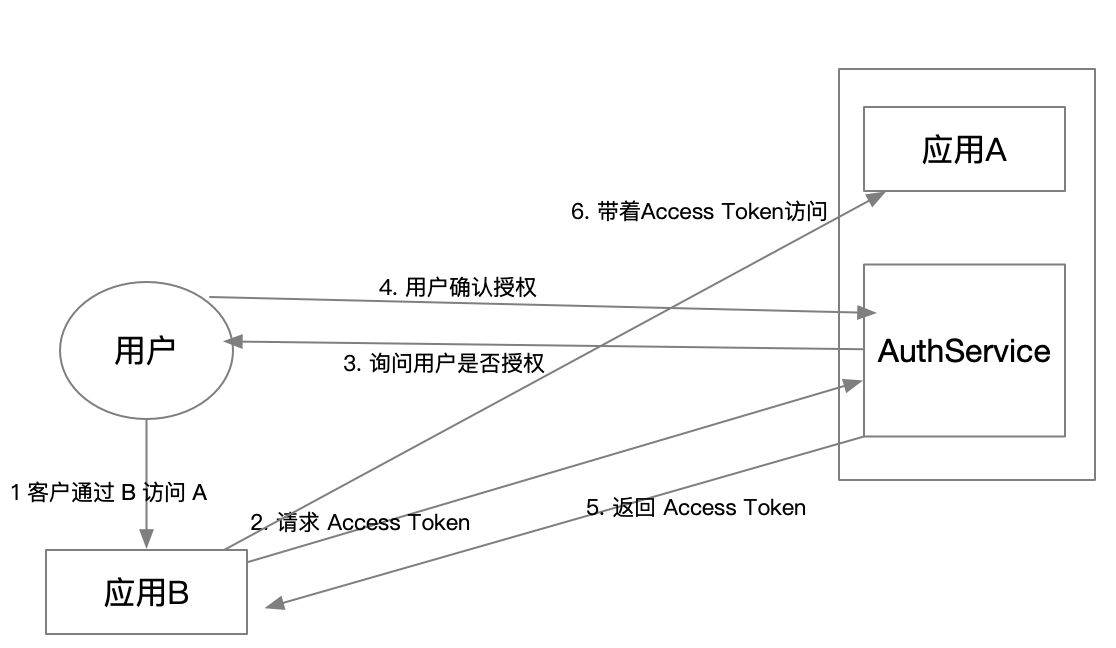 应用A
6. 带着Access Token访问
4. 用户确认授权
用户
AuthService
3. 询问用户是否授权
1 客户通过 B 访问 A
2. 请求 Access Token
5. 返回 Access Token
应用B